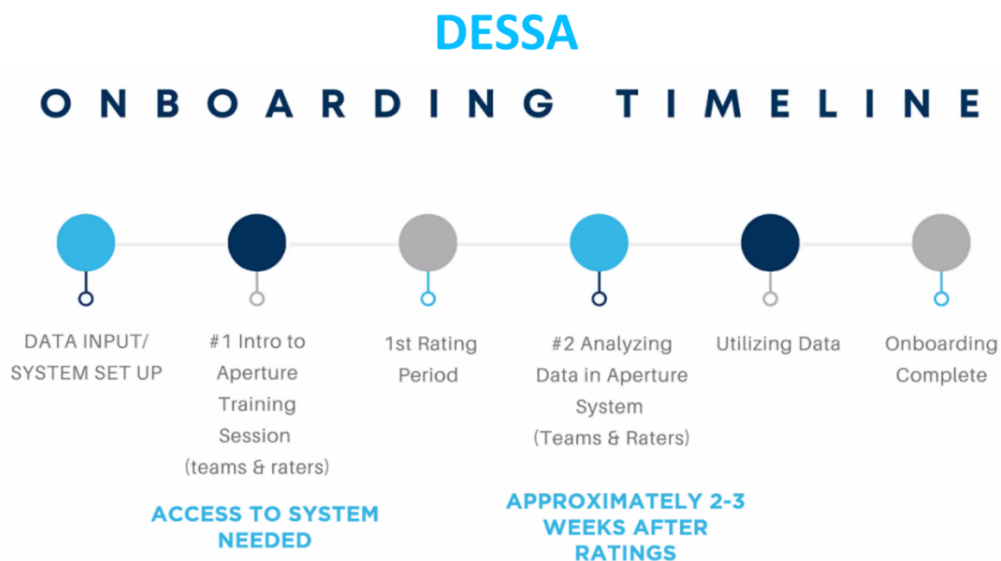 DESSA
ONBOARDING TIMELINE
DATA INPUT/
SYSTEM SET UP
#1 Intro to
Aperture
Training
Session
(teams & raters)
ACCESS TO SYSTEM
NEEDED
1st Rating
Period
#2 Analyzing
Data in Aperture
System
(Teams & Raters)
APPROXIMATELY 2-3
WEEKS AFTER
RATINGS
Utilizing Data
Onboarding
Complete